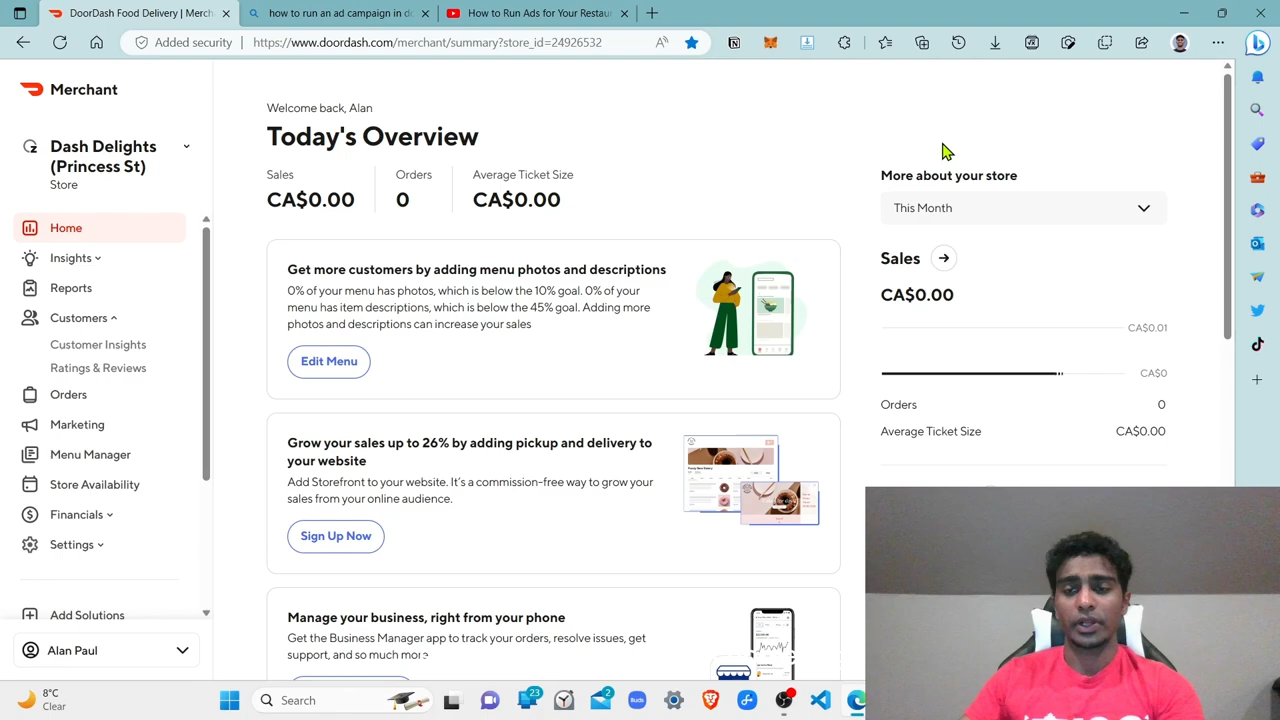 DoorDash Food Delivery | Merch
how to run an ad campaign in do
How to Run Ads for Your Restau
Added security
https://www.doordash.com/merchant/summary?store_id=24926532
Merchant
Dash Delights
(Princess St)
Store
Home
Insights
Reports
Customers
Customer Insights
Ratings & Reviews
Orders
Marketing
Menu Manager
Store Availability
Financials
Settings
Add Solutions
Alan Paul
Welcome back, Alan
Today's Overview
Sales
CA$0.00
Orders
0
Average Ticket Size
CA$0.00
Get more customers by adding menu photos and descriptions
0% of your menu has photos, which is below the 10% goal. 0% of your
menu has item descriptions, which is below the 45% goal. Adding more
photos and descriptions can increase your sales
Edit Menu
Grow your sales up to 26% by adding pickup and delivery to
your website
Add Storefront to your website. It's a commission-free way to grow your
sales from your online audience.
Sign Up Now
Manage your business, right from your phone
Get the Business Manager app to track your orders, resolve issues, get
support, and so much more
More about your store
This Month
Sales
CA$0.00
CA$0.01
CA$0
Orders
0
Average Ticket Size
CA$0.00
8°C
Clear
Search
23
2
Buds